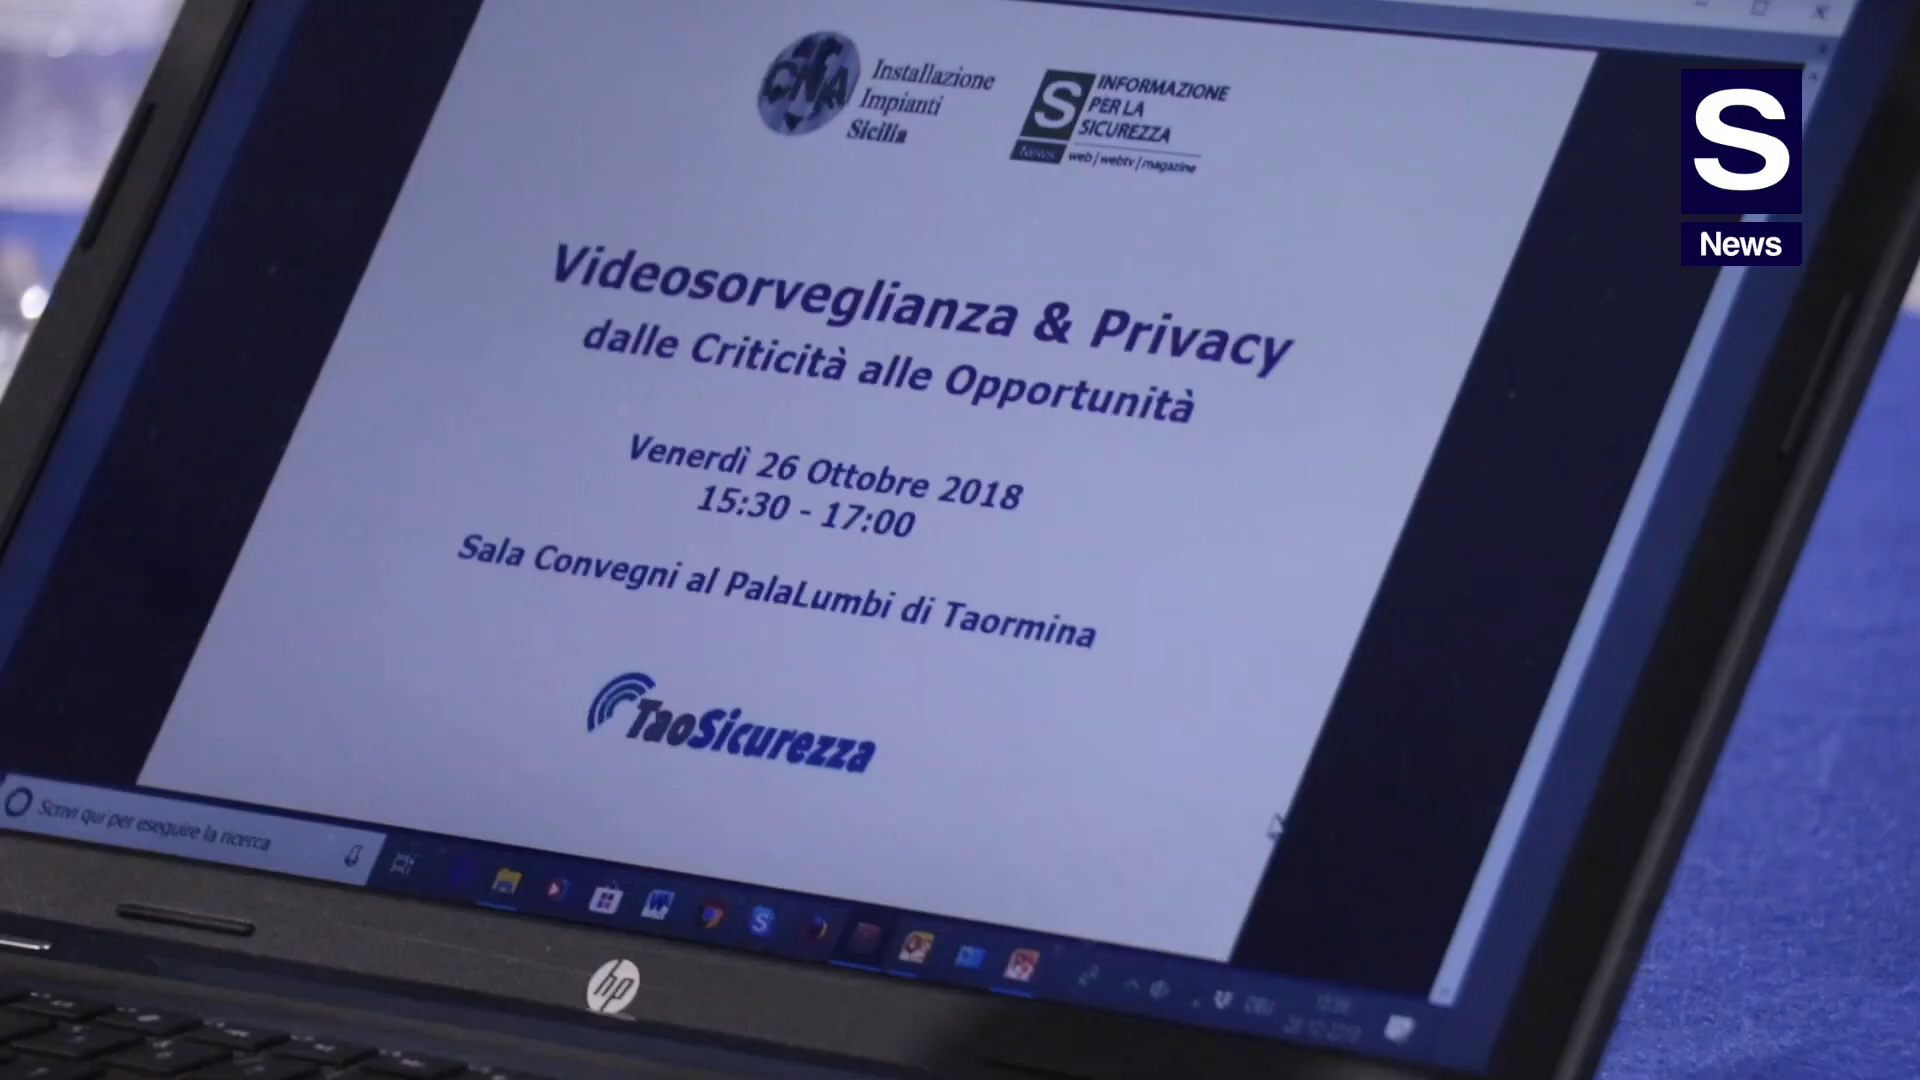 CNA
Installazione
Impianti
Sicilia
S
News
INFORMAZIONE
PER LA
SICUREZZA
web | webtv | magazine
S
News
Videosorveglianza & Privacy
dalle Criticità alle Opportunità
Venerdì 26 Ottobre 2018
15:30 - 17:00
Sala Convegni al PalaLumbi di Taormina
TaoSicurezza
Scrivi qui per eseguire la ricerca
hp